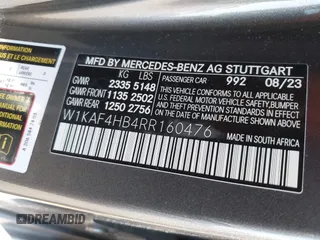 MFD BY MERCEDES-BENZ AG STUTTGART
KG LBS PASSENGER CAR 992 08/23
GVWR 2335 5148
GAWR FRONT 1135 2502
GAWR REAR 1250 2756
THIS VEHICLE CONFORMS TO ALL APPLICABLE
U.S. FEDERAL MOTOR VEHICLE SAFETY, BUMPER,
AND THEFT PREVENTION STANDARDS IN EFFECT ON
THE DATE OF MANUFACTURE SHOWN ABOVE.
W1KAF4HB4RR160476
MADE IN SOUTH AFRICA
DREAMBID